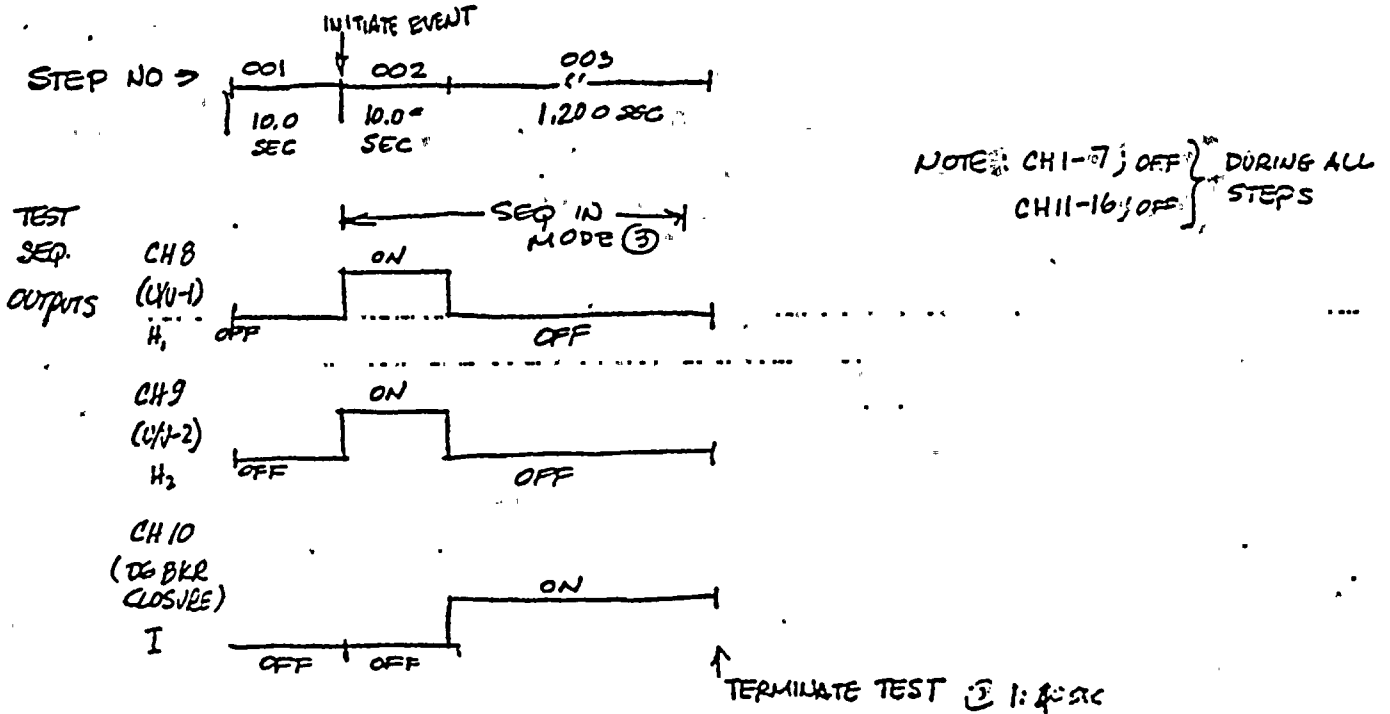 INITIATE EVENT
STEP NO → 001 002 003
10.0 SEC
10.0 SEC
1,200 SEC
NOTE: CH1-7; OFF
CH11-16; OFF
DURING ALL STEPS
TEST SEQ. OUTPUTS
SEQ IN MODE ③
CH8
(U/V-1)
H₁
OFF ON OFF
CH9
(U/V-2)
H₂
OFF ON OFF
CH10
(DG BKR
CLOSURE)
I
OFF OFF ON
TERMINATE TEST